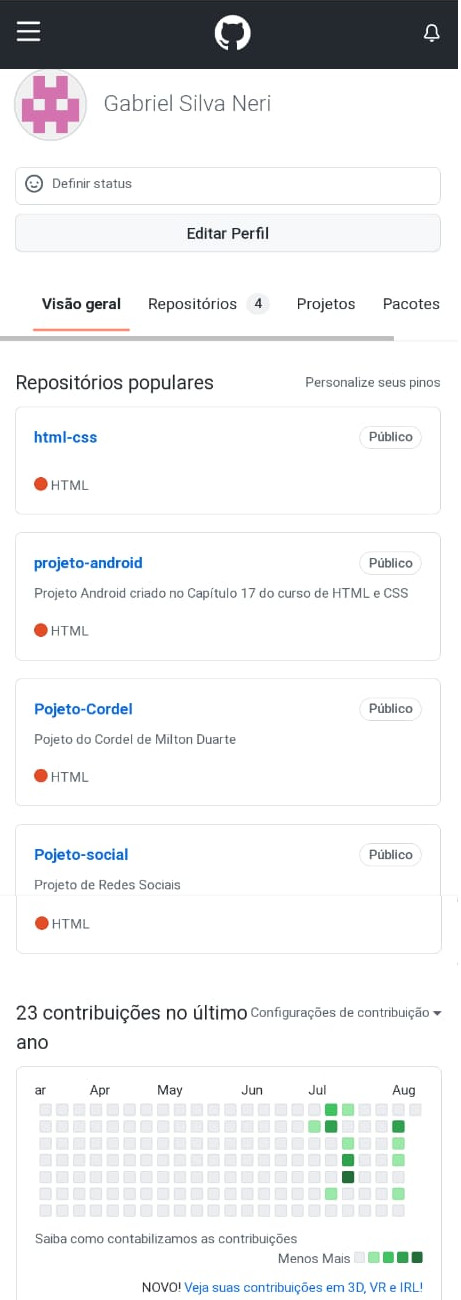 Gabriel Silva Neri
Definir status
Editar Perfil
Visão geral Repositórios 4 Projetos Pacotes
Repositórios populares Personalize seus pinos
html-css Público
HTML
projeto-android Público
Projeto Android criado no Capítulo 17 do curso de HTML e CSS
HTML
Pojeto-Cordel Público
Pojeto do Cordel de Milton Duarte
HTML
Pojeto-social Público
Projeto de Redes Sociais
HTML
23 contribuições no último Configurações de contribuição
ano
ar Apr May Jun Jul Aug
Saiba como contabilizamos as contribuições
Menos Mais
NOVO! Veja suas contribuições em 3D, VR e IRL!